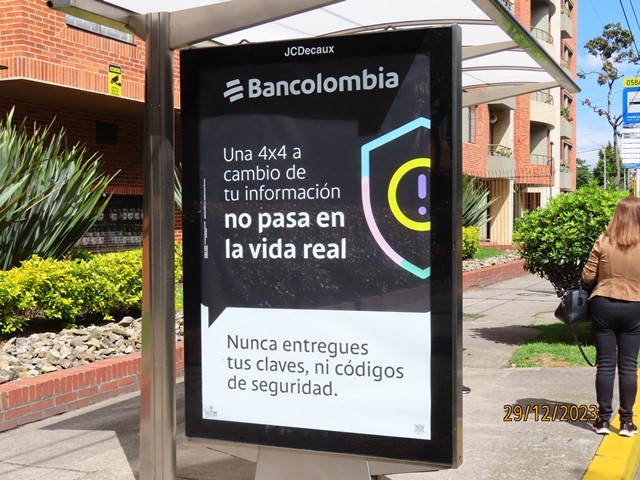 JCDecaux
Bancolombia
Una 4x4 a
cambio de
tu información
no pasa en
la vida real
Nunca entregues
tus claves, ni códigos
de seguridad.
058A
29/12/2023